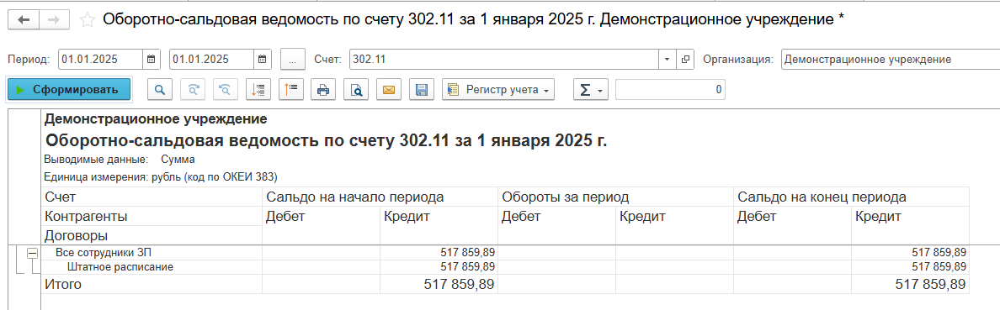 Оборотно-сальдовая ведомость по счету 302.11 за 1 января 2025 г. Демонстрационное учреждение *
Период: 01.01.2025 01.01.2025 ... Счет: 302.11 Организация: Демонстрационное учреждение
Сформировать Регистр учета Σ 0
Демонстрационное учреждение
Оборотно-сальдовая ведомость по счету 302.11 за 1 января 2025 г.
Выводимые данные: Сумма
Единица измерения: рубль (код по ОКЕИ 383)
Счет Сальдо на начало периода Обороты за период Сальдо на конец периода
Контрагенты Дебет Кредит Дебет Кредит Дебет Кредит
Договоры
Все сотрудники ЗП 517 859,89 517 859,89
Штатное расписание 517 859,89 517 859,89
Итого 517 859,89 517 859,89